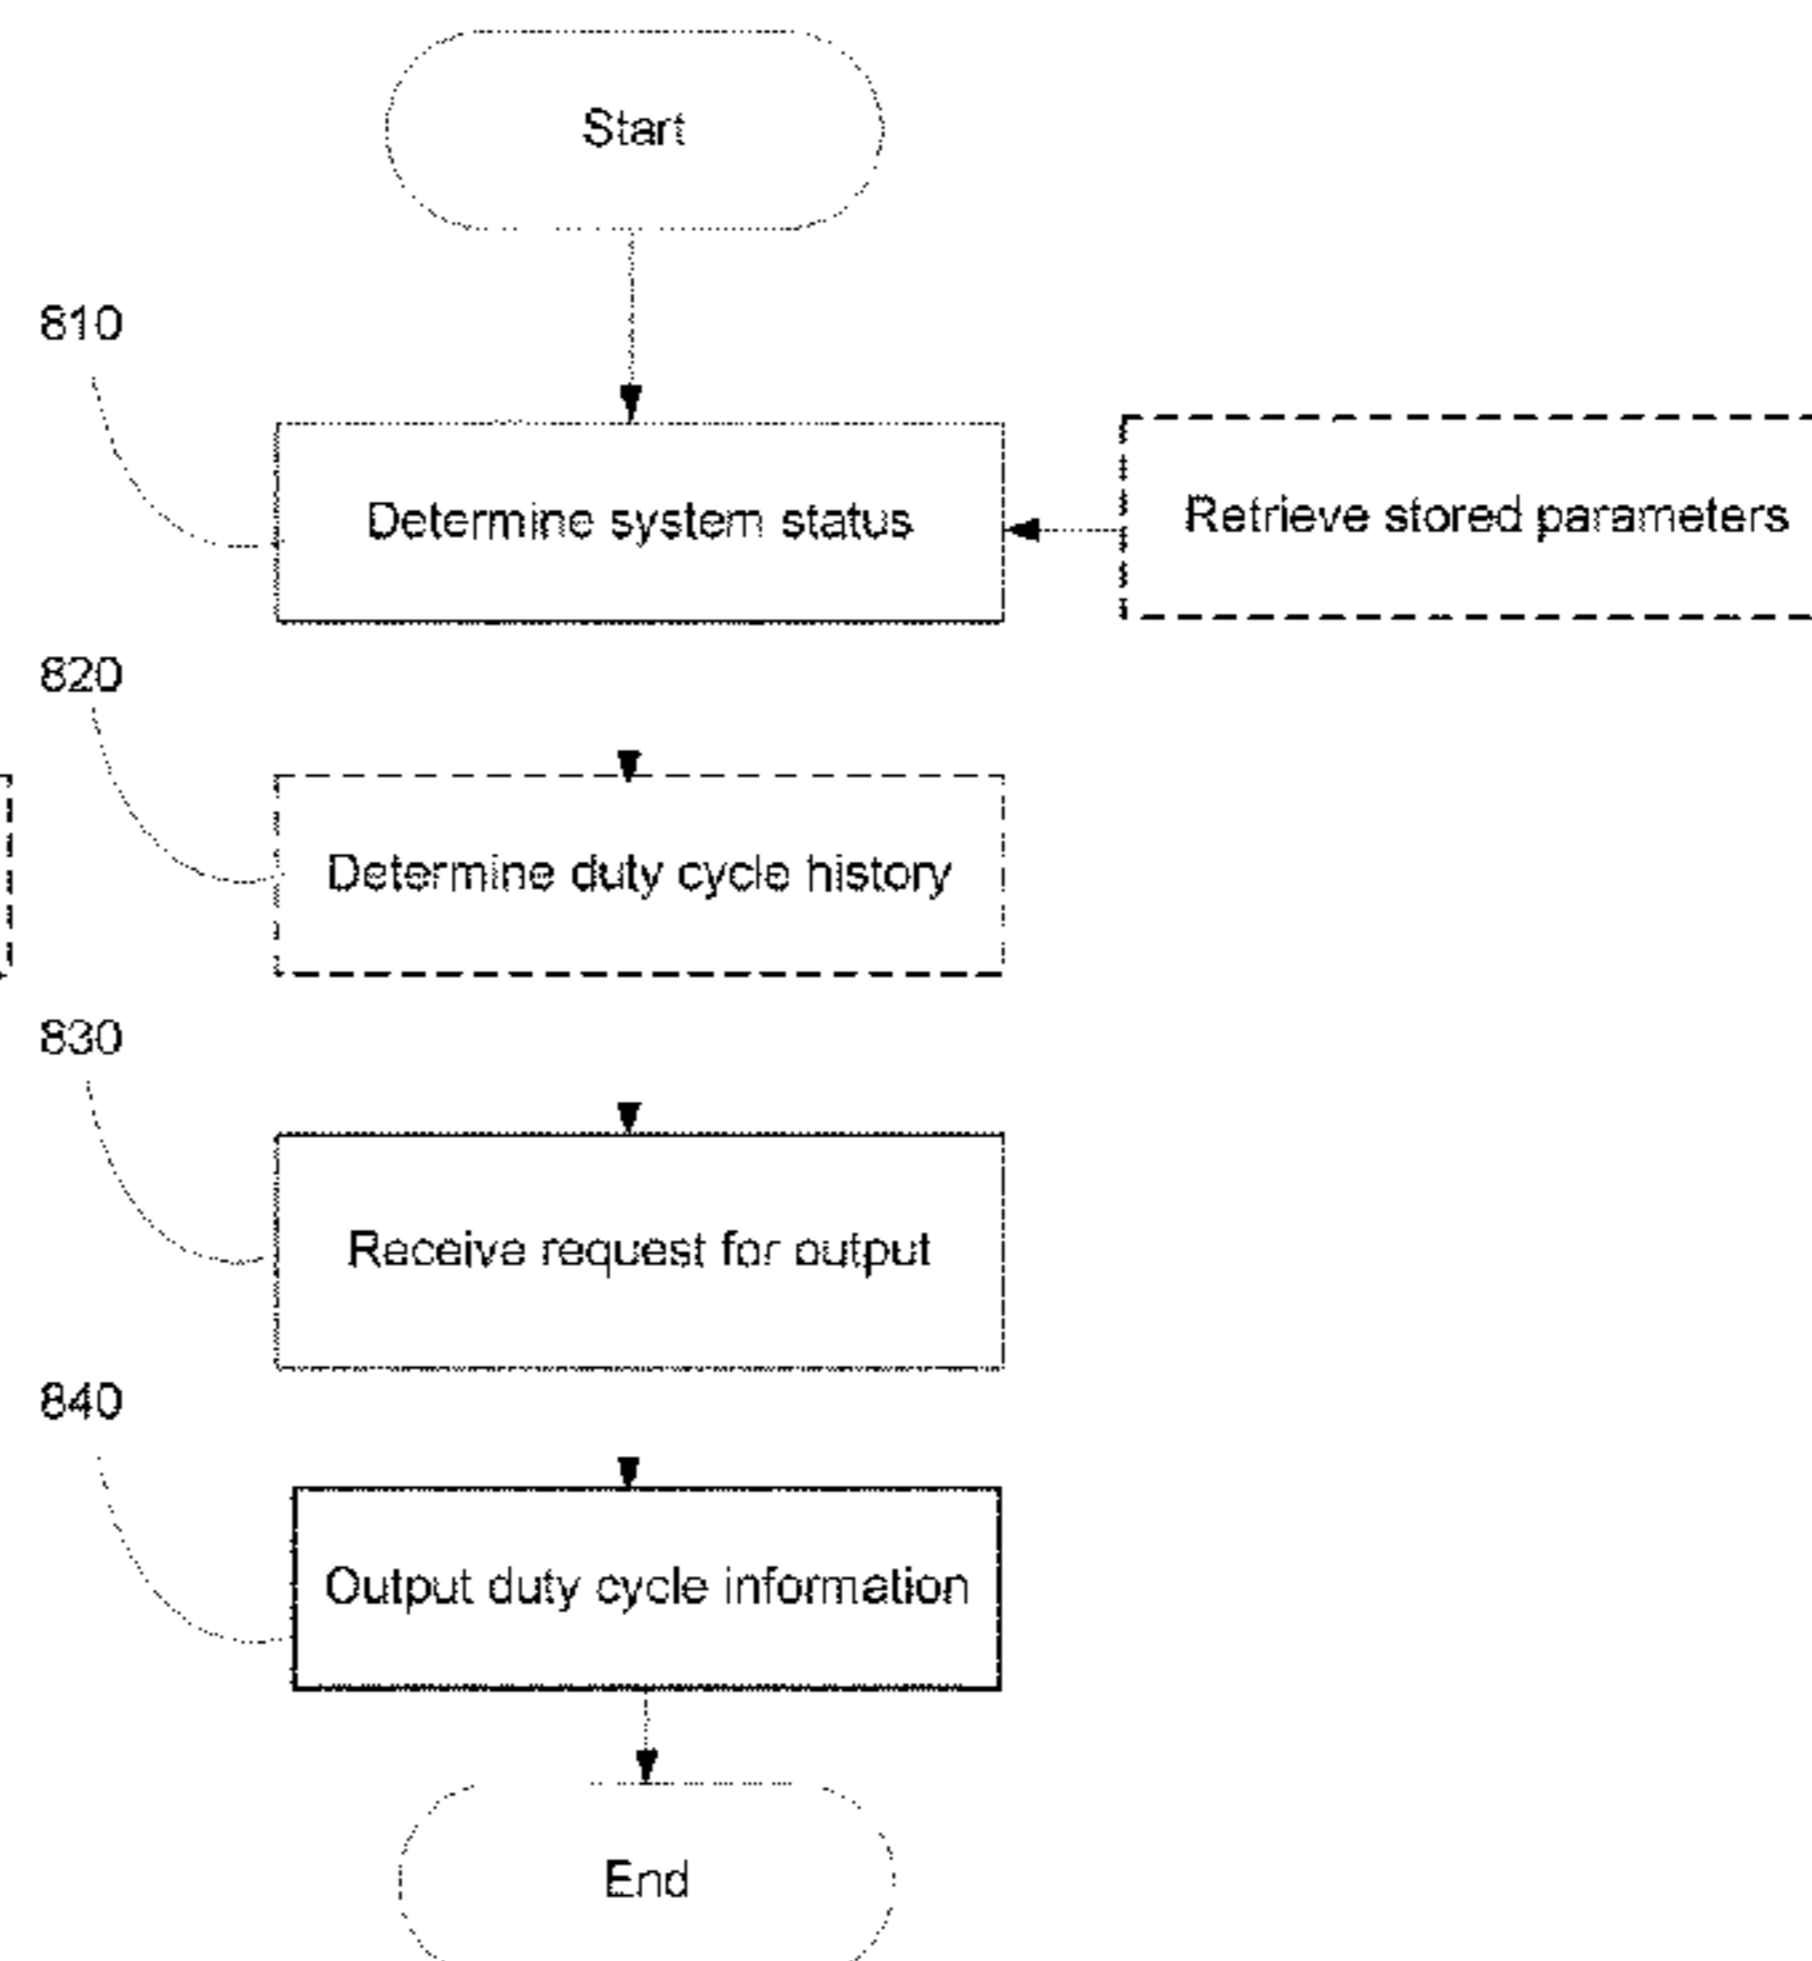 Start
810
Determine system status
Retrieve stored parameters
820
Determine duty cycle history
830
Receive request for output
840
Output duty cycle information
End